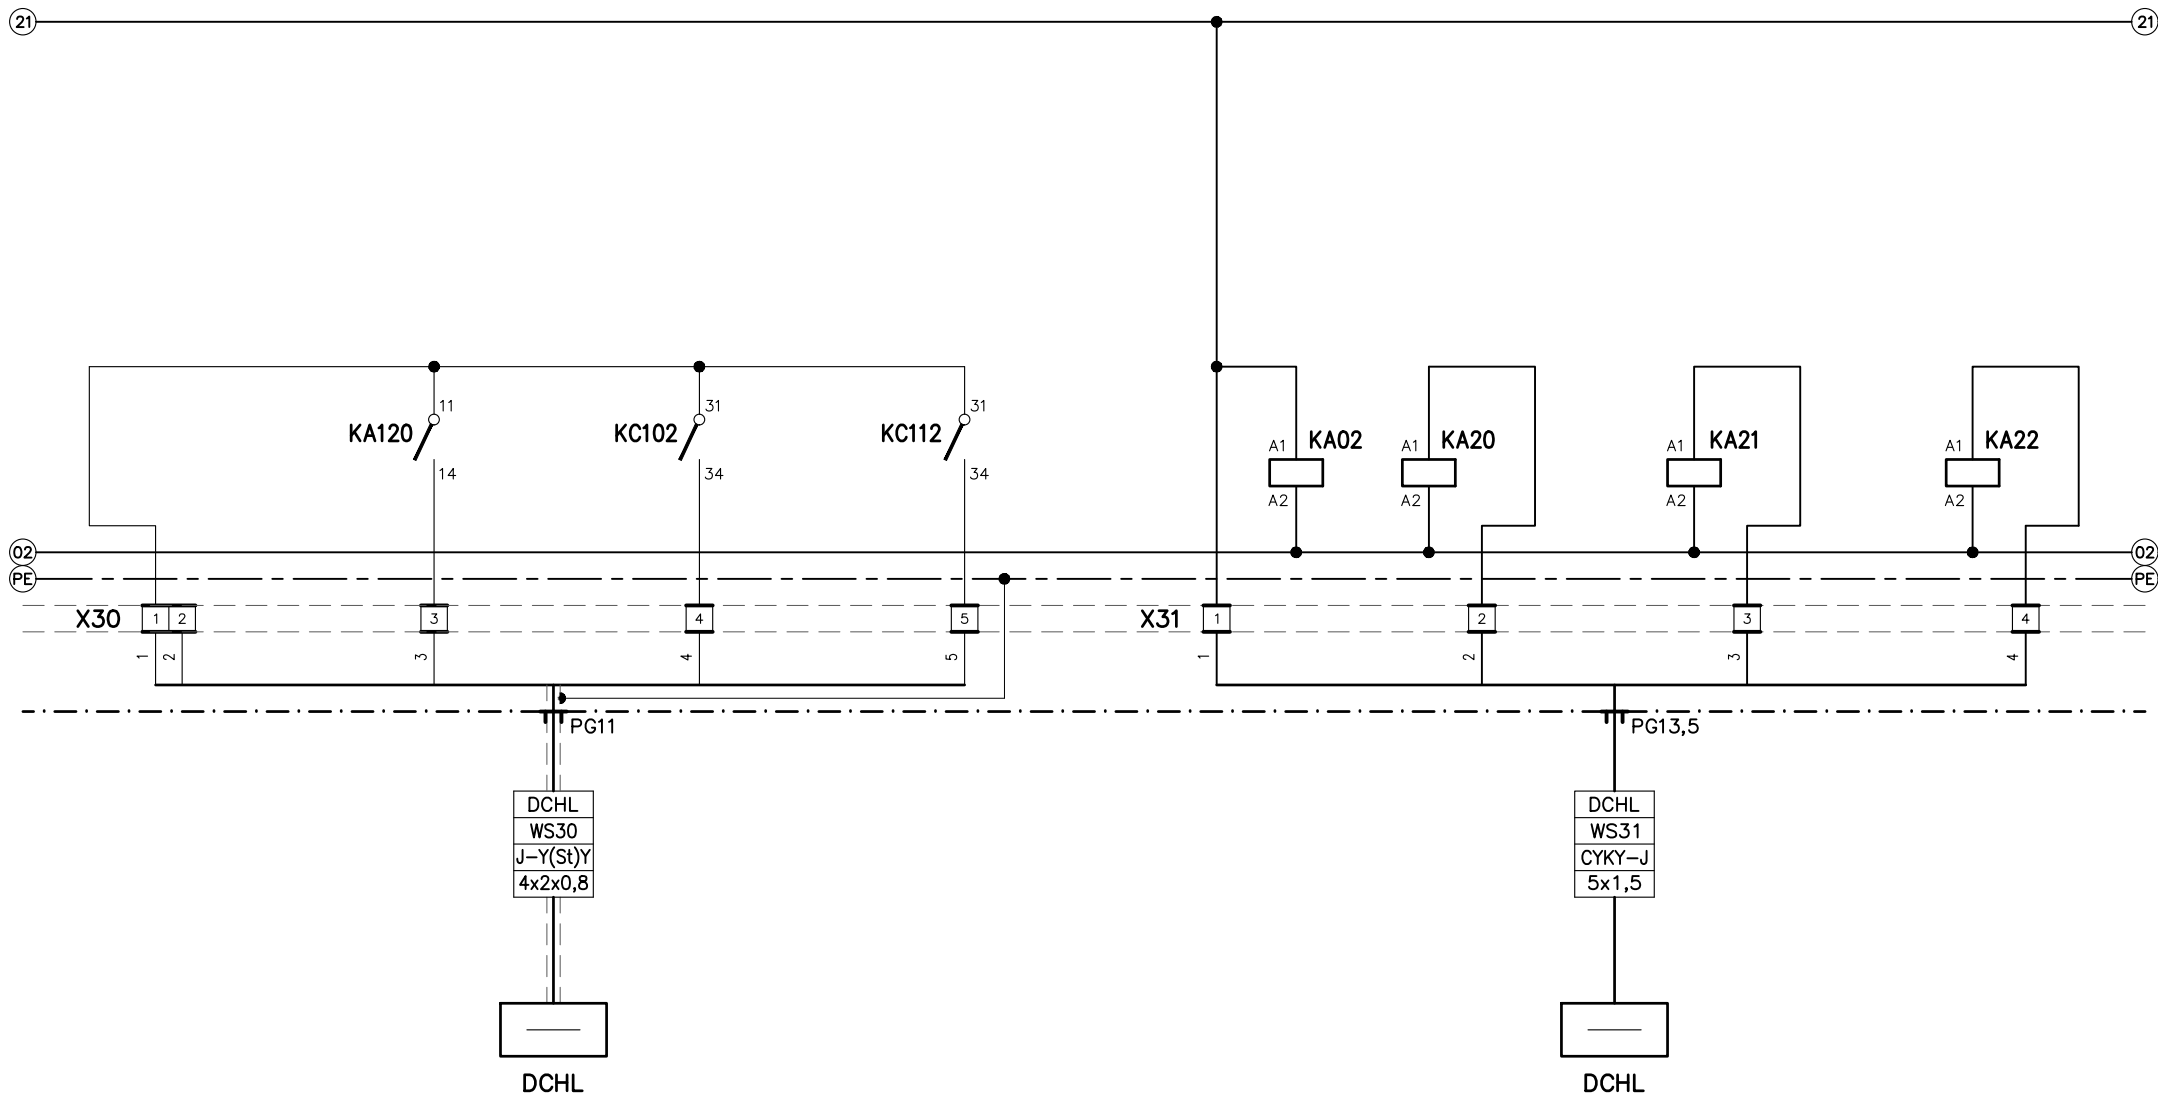 21 21
11 31 31
KA120 KC102 KC112
14 34 34
A1 KA02 A1 KA20 A1 KA21 A1 KA22
A2 A2 A2 A2
02 02
PE PE
X30 1 2 3 4 5 X31 1 2 3 4
1 2 3 4 5 1 2 3 4
PG11 PG13,5
DCHL
WS30
J-Y(St)Y
4x2x0,8
DCHL
DCHL
WS31
CYKY-J
5x1,5
DCHL